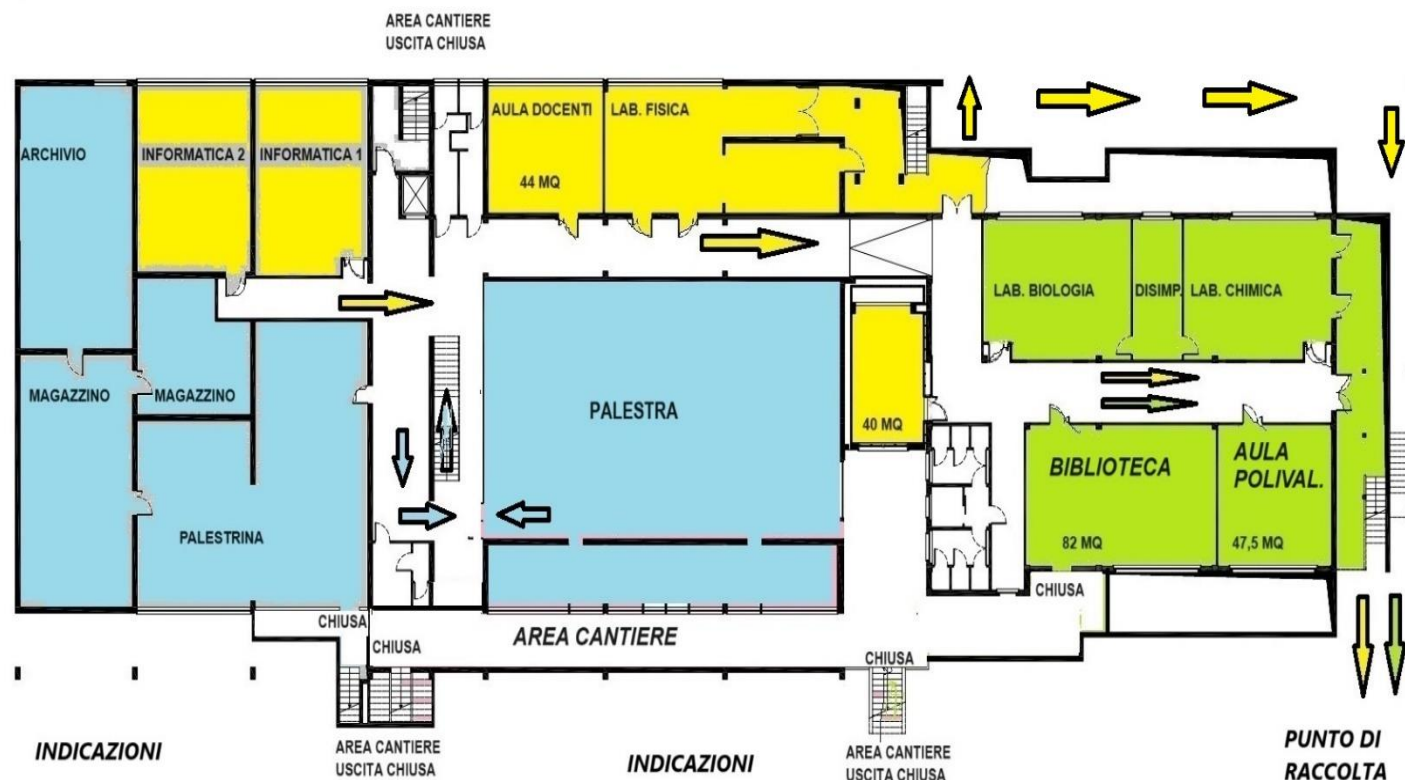 AREA CANTIERE
USCITA CHIUSA
ARCHIVIO
INFORMATICA 2
INFORMATICA 1
AULA DOCENTI
44 MQ
LAB. FISICA
LAB. BIOLOGIA
DISIMP.
LAB. CHIMICA
MAGAZZINO
MAGAZZINO
PALESTRA
40 MQ
BIBLIOTECA
82 MQ
AULA
POLIVAL.
47,5 MQ
PALESTRINA
CHIUSA
CHIUSA
AREA CANTIERE
CHIUSA
CHIUSA
INDICAZIONI
AREA CANTIERE
USCITA CHIUSA
INDICAZIONI
AREA CANTIERE
USCITA CHIUSA
PUNTO DI
RACCOLTA